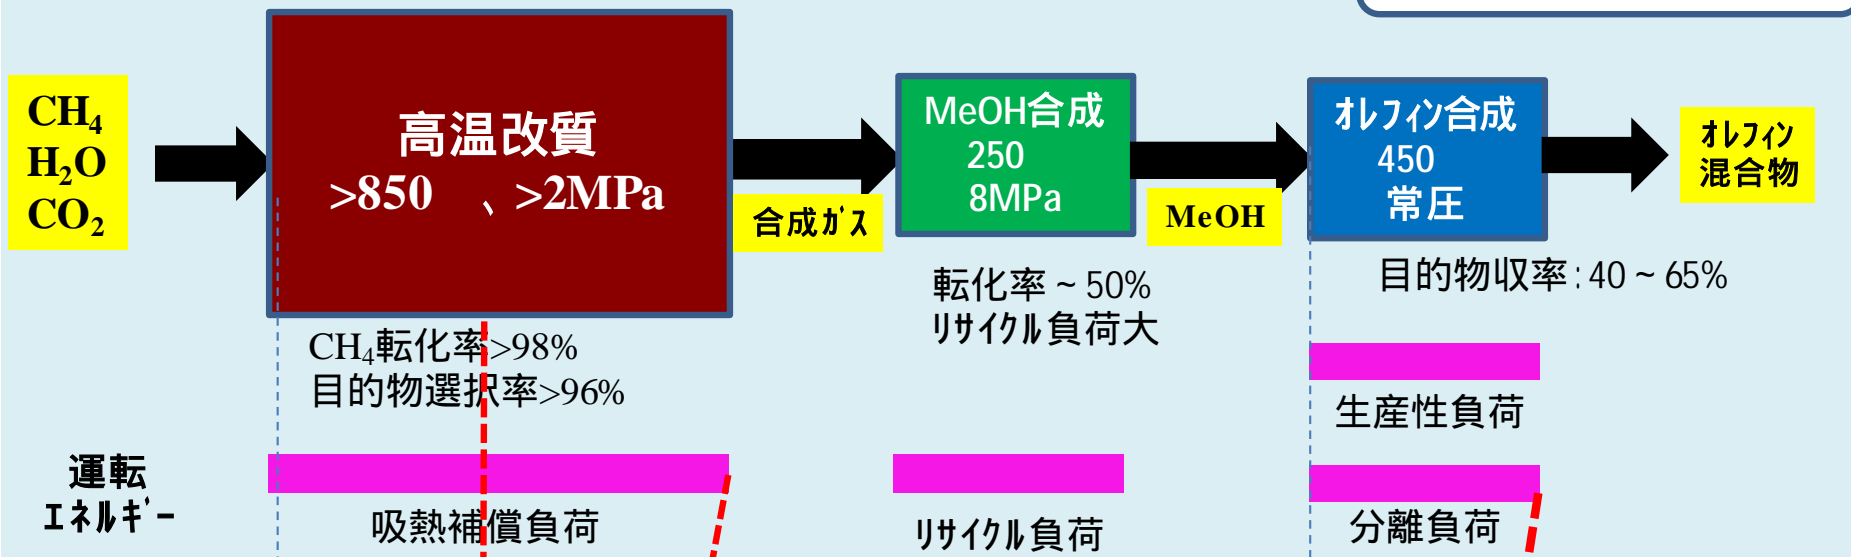 CH₄
H₂O
CO₂
高温改質
>850 、>2MPa
合成ガス
MeOH合成
250
8MPa
MeOH
オレフィン合成
450
常圧
オレフィン
混合物
CH₄転化率>98%
目的物選択率>96%
転化率~50%
リサイクル負荷大
目的物収率:40~65%
生産性負荷
運転
エネルギー
吸熱補償負荷
リサイクル負荷
分離負荷